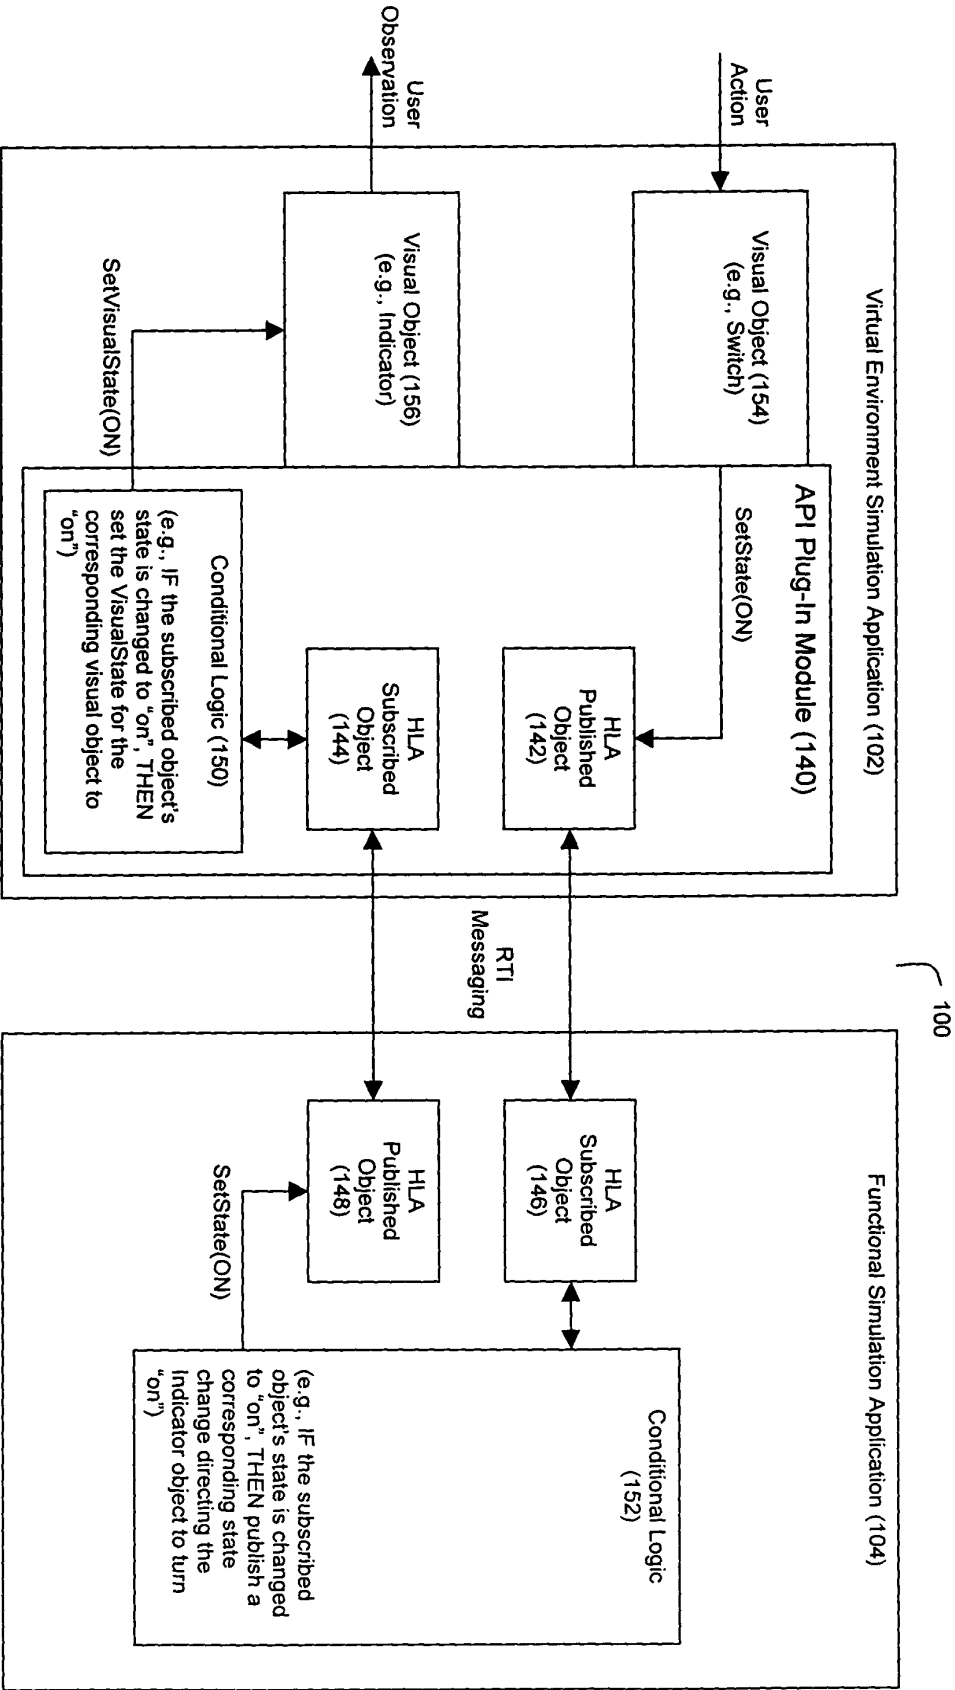 100
Virtual Environment Simulation Application (102)
User
Action
Visual Object (154)
(e.g., Switch)
API Plug-In Module (140)
SetState(ON)
HLA
Published
Object
(142)
User
Observation
Visual Object (156)
(e.g., Indicator)
HLA
Subscribed
Object
(144)
SetVisualState(ON)
Conditional Logic (150)
(e.g., IF the subscribed object's
state is changed to "on", THEN
set the VisualState for the
corresponding visual object to
"on")
RTI
Messaging
Functional Simulation Application (104)
HLA
Subscribed
Object
(146)
HLA
Published
Object
(148)
SetState(ON)
Conditional Logic
(152)
(e.g., IF the subscribed
object's state is changed
to "on", THEN publish a
corresponding state
change directing the
Indicator object to turn
"on")